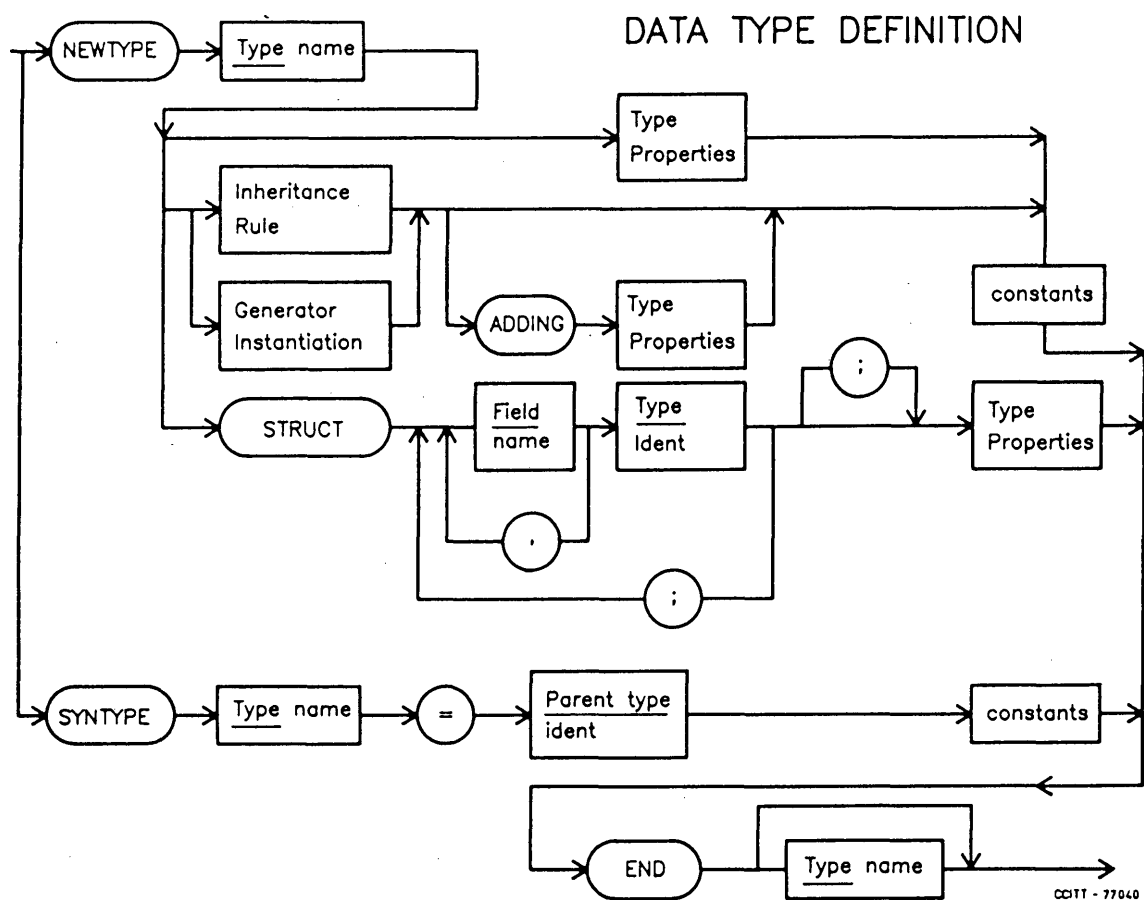 DATA TYPE DEFINITION
NEWTYPE
Type name
Type
Properties
Inheritance
Rule
constants
Generator
Instantiation
ADDING
Type
Properties
;
STRUCT
Field
name
Type
Ident
Type
Properties
,
;
SYNTYPE
Type name
=
Parent type
ident
constants
END
Type name
CCITT - 77040